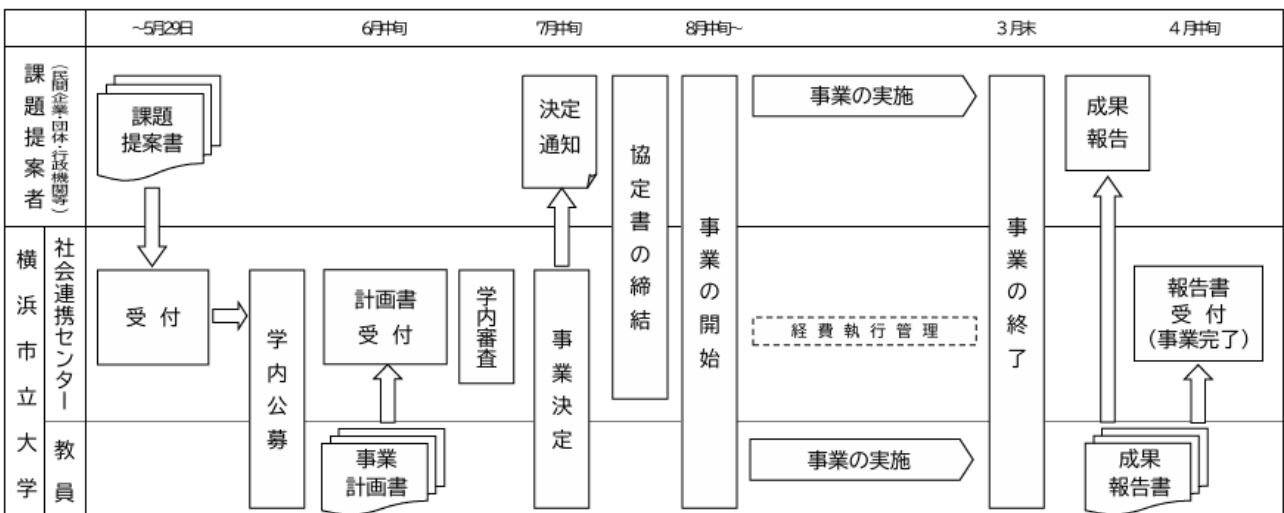 ~5月29日
6月中旬
7月中旬
8月中旬~
3月末
4月中旬
課題提案者
(民間企業・団体・行政機関等)
課題
提案書
決定
通知
協定書の締結
事業の開始
事業の実施
事業の終了
成果
報告
横浜市立大学
社会連携センター
受付
学内公募
計画書
受付
学内審査
事業決定
経費執行管理
報告書
受付
(事業完了)
教員
事業
計画書
事業の実施
成果
報告書